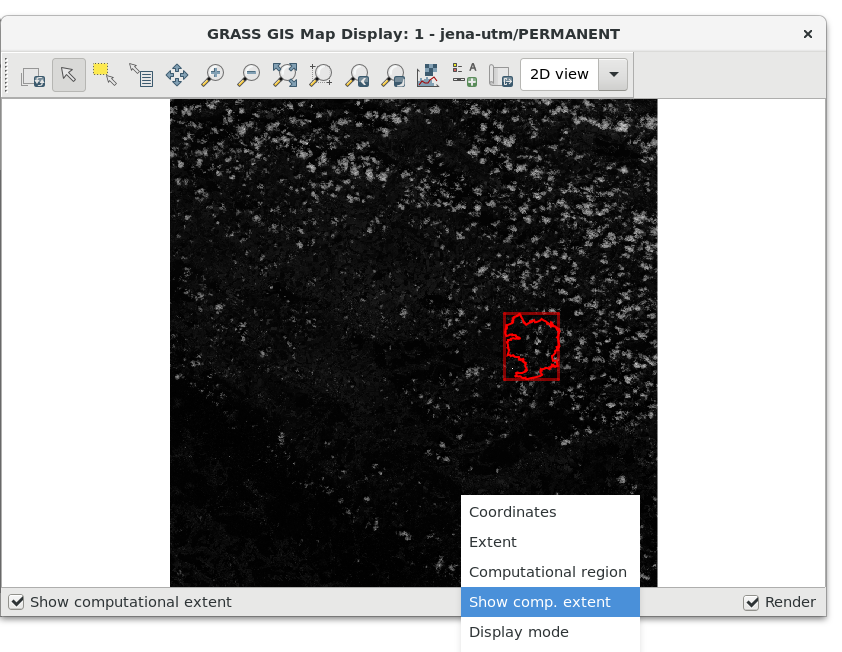 GRASS GIS Map Display: 1 - jena-utm/PERMANENT
2D view
Coordinates
Extent
Computational region
Show computational extent
Show comp. extent
Render
Display mode